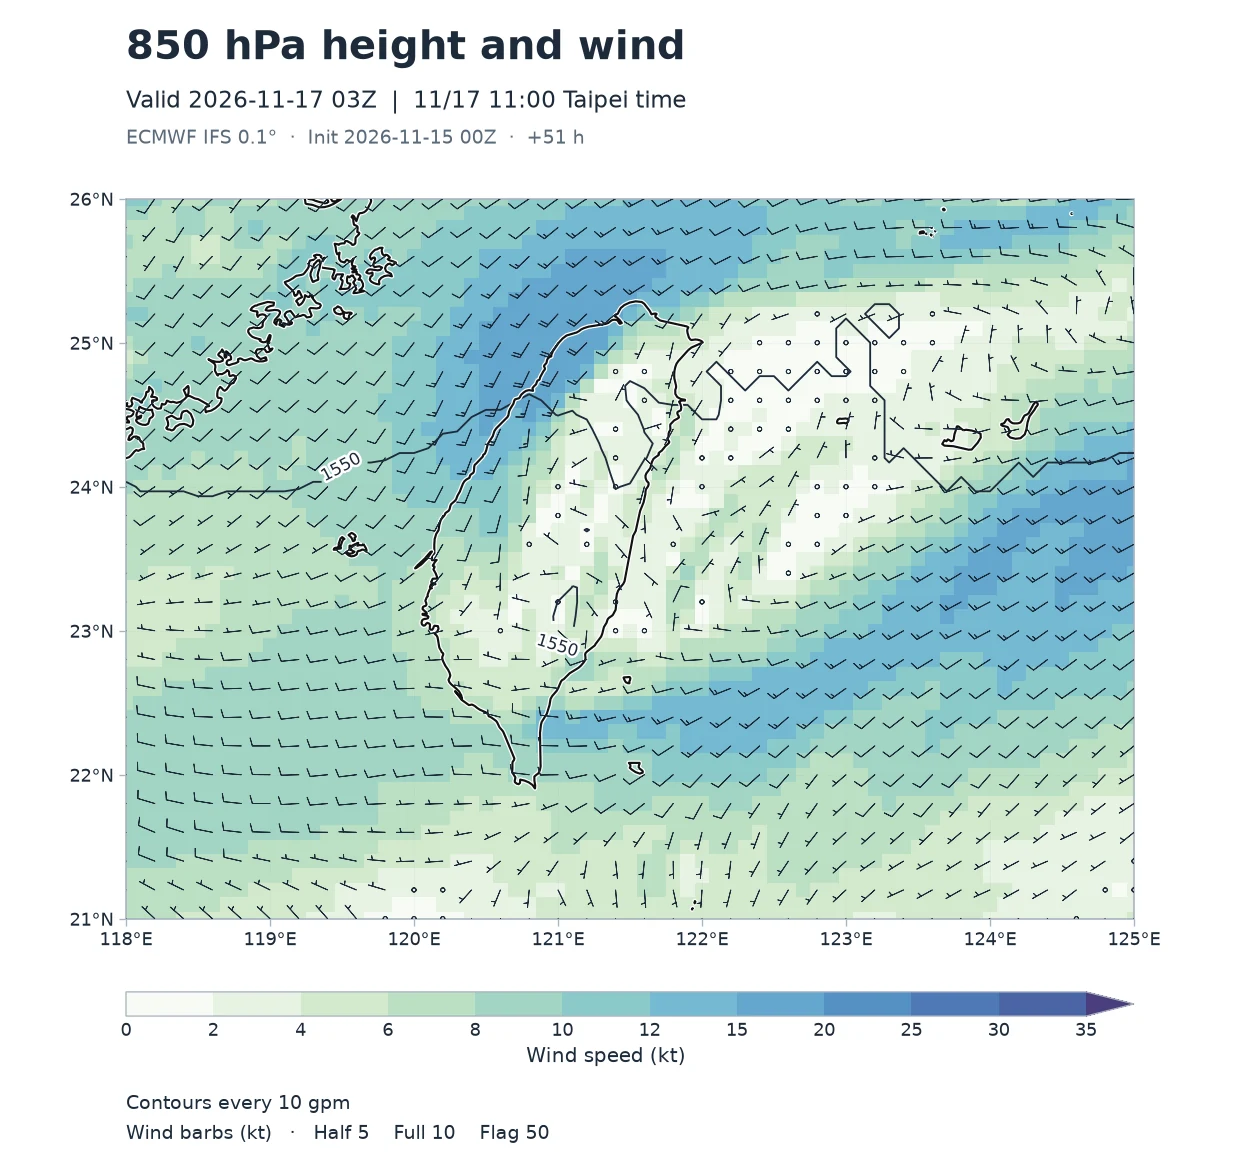 850 hPa height and wind
Valid 2026-11-17 03Z | 11/17 11:00 Taipei time
ECMWF IFS 0.1° · Init 2026-11-15 00Z · +51 h
26°N
25°N
1550
24°N
23°N
1550
22°N
21°N
118°E 119°E 120°E 121°E 122°E 123°E 124°E 125°E
0 2 4 6 8 10 12 15 20 25 30 35
Wind speed (kt)
Contours every 10 gpm
Wind barbs (kt) · Half 5 Full 10 Flag 50